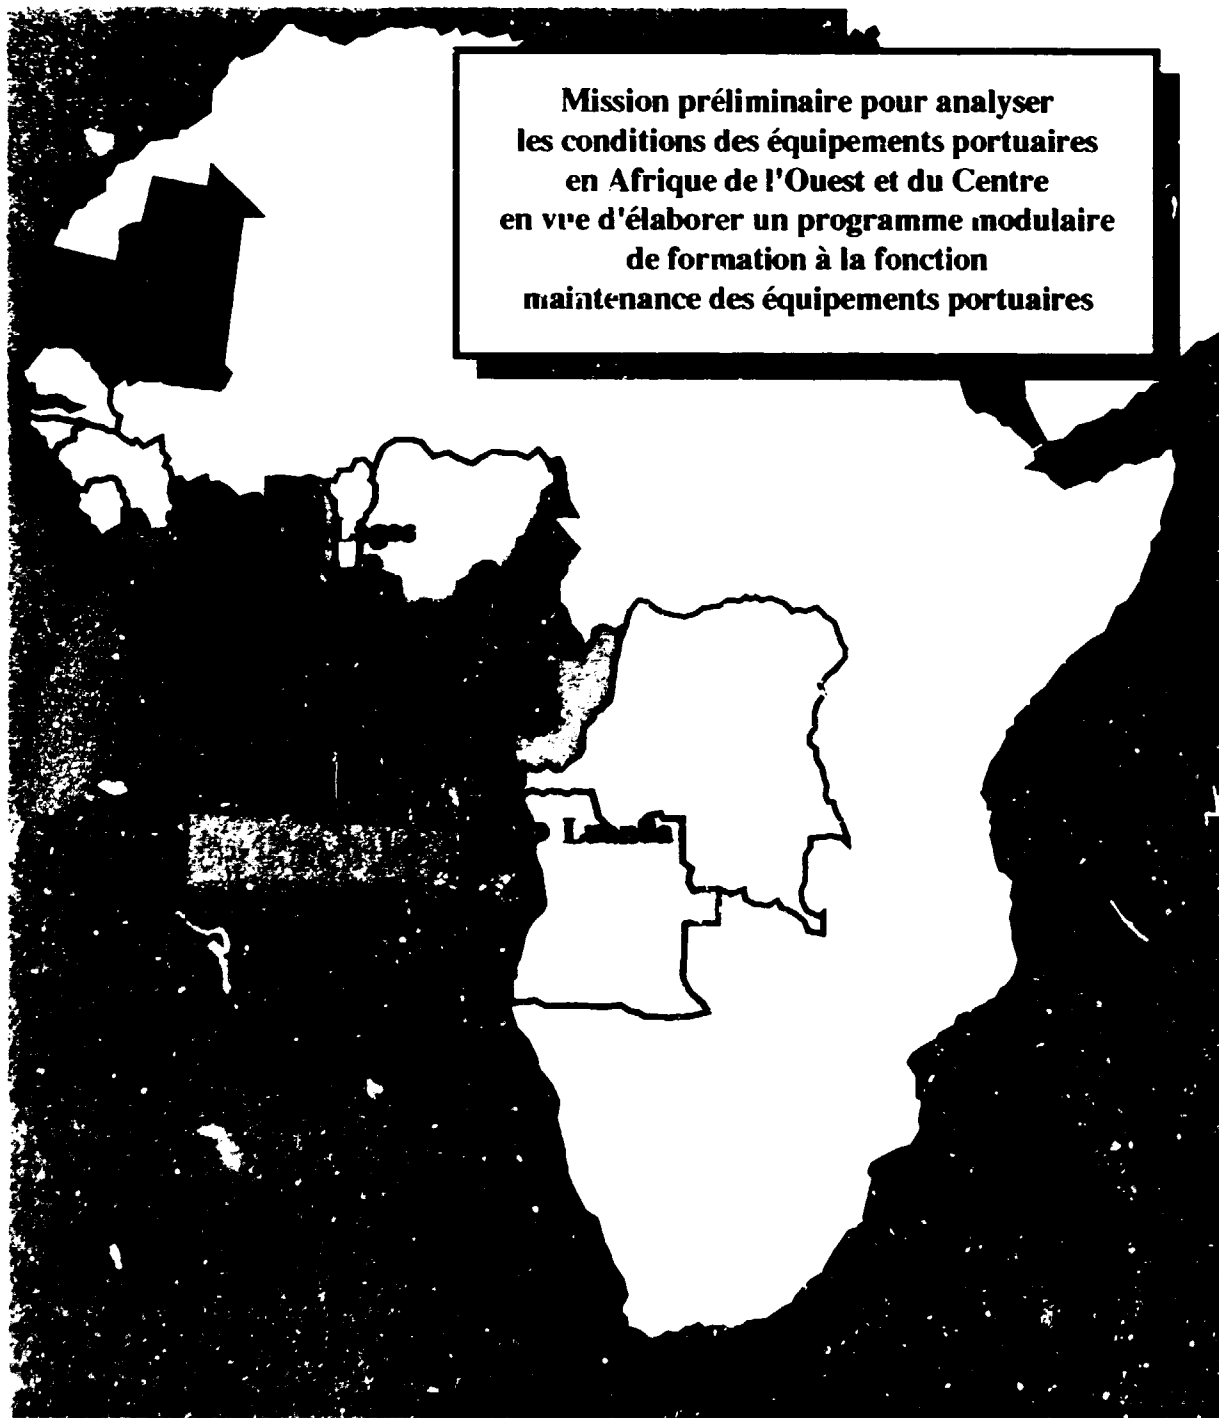 Mission préliminaire pour analyser
les conditions des équipements portuaires
en Afrique de l'Ouest et du Centre
en vue d'élaborer un programme modulaire
de formation à la fonction
maintenance des équipements portuaires
Luanda